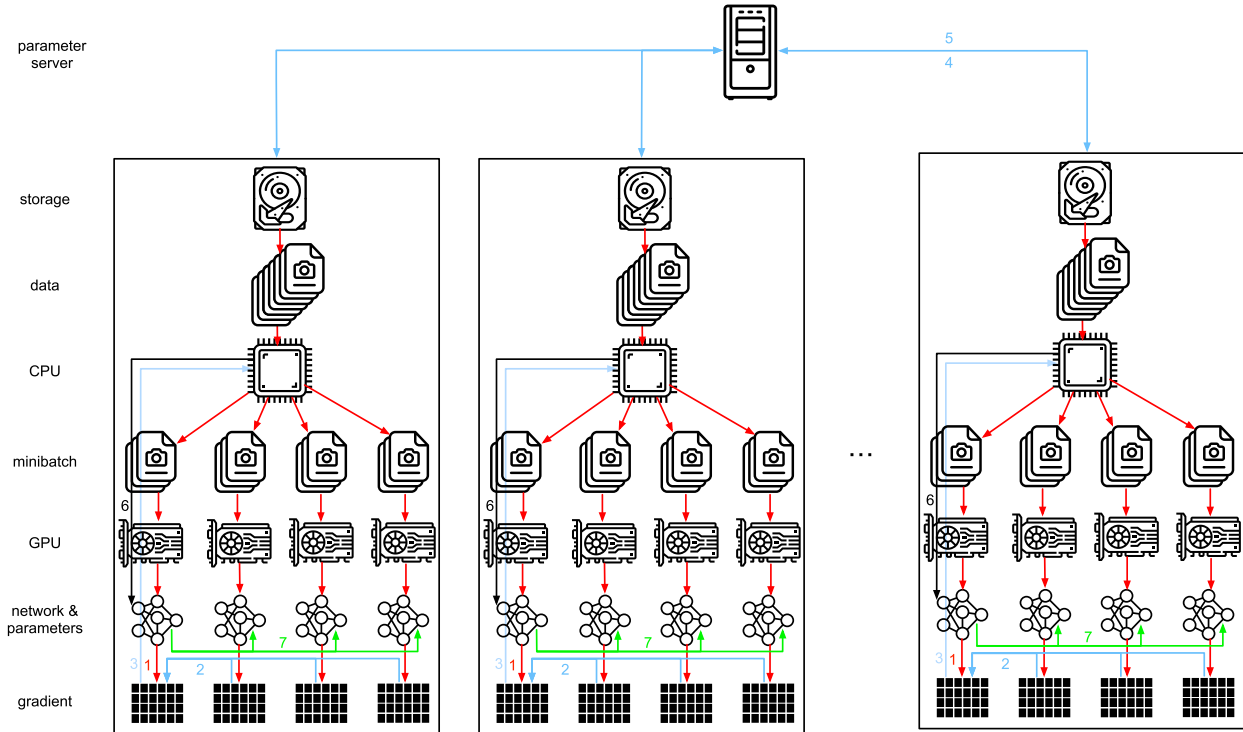 parameter
server
5
4
storage
data
CPU
minibatch
...
6
6
6
GPU
network &
parameters
7
7
7
3
1
2
3
1
2
3
1
2
gradient